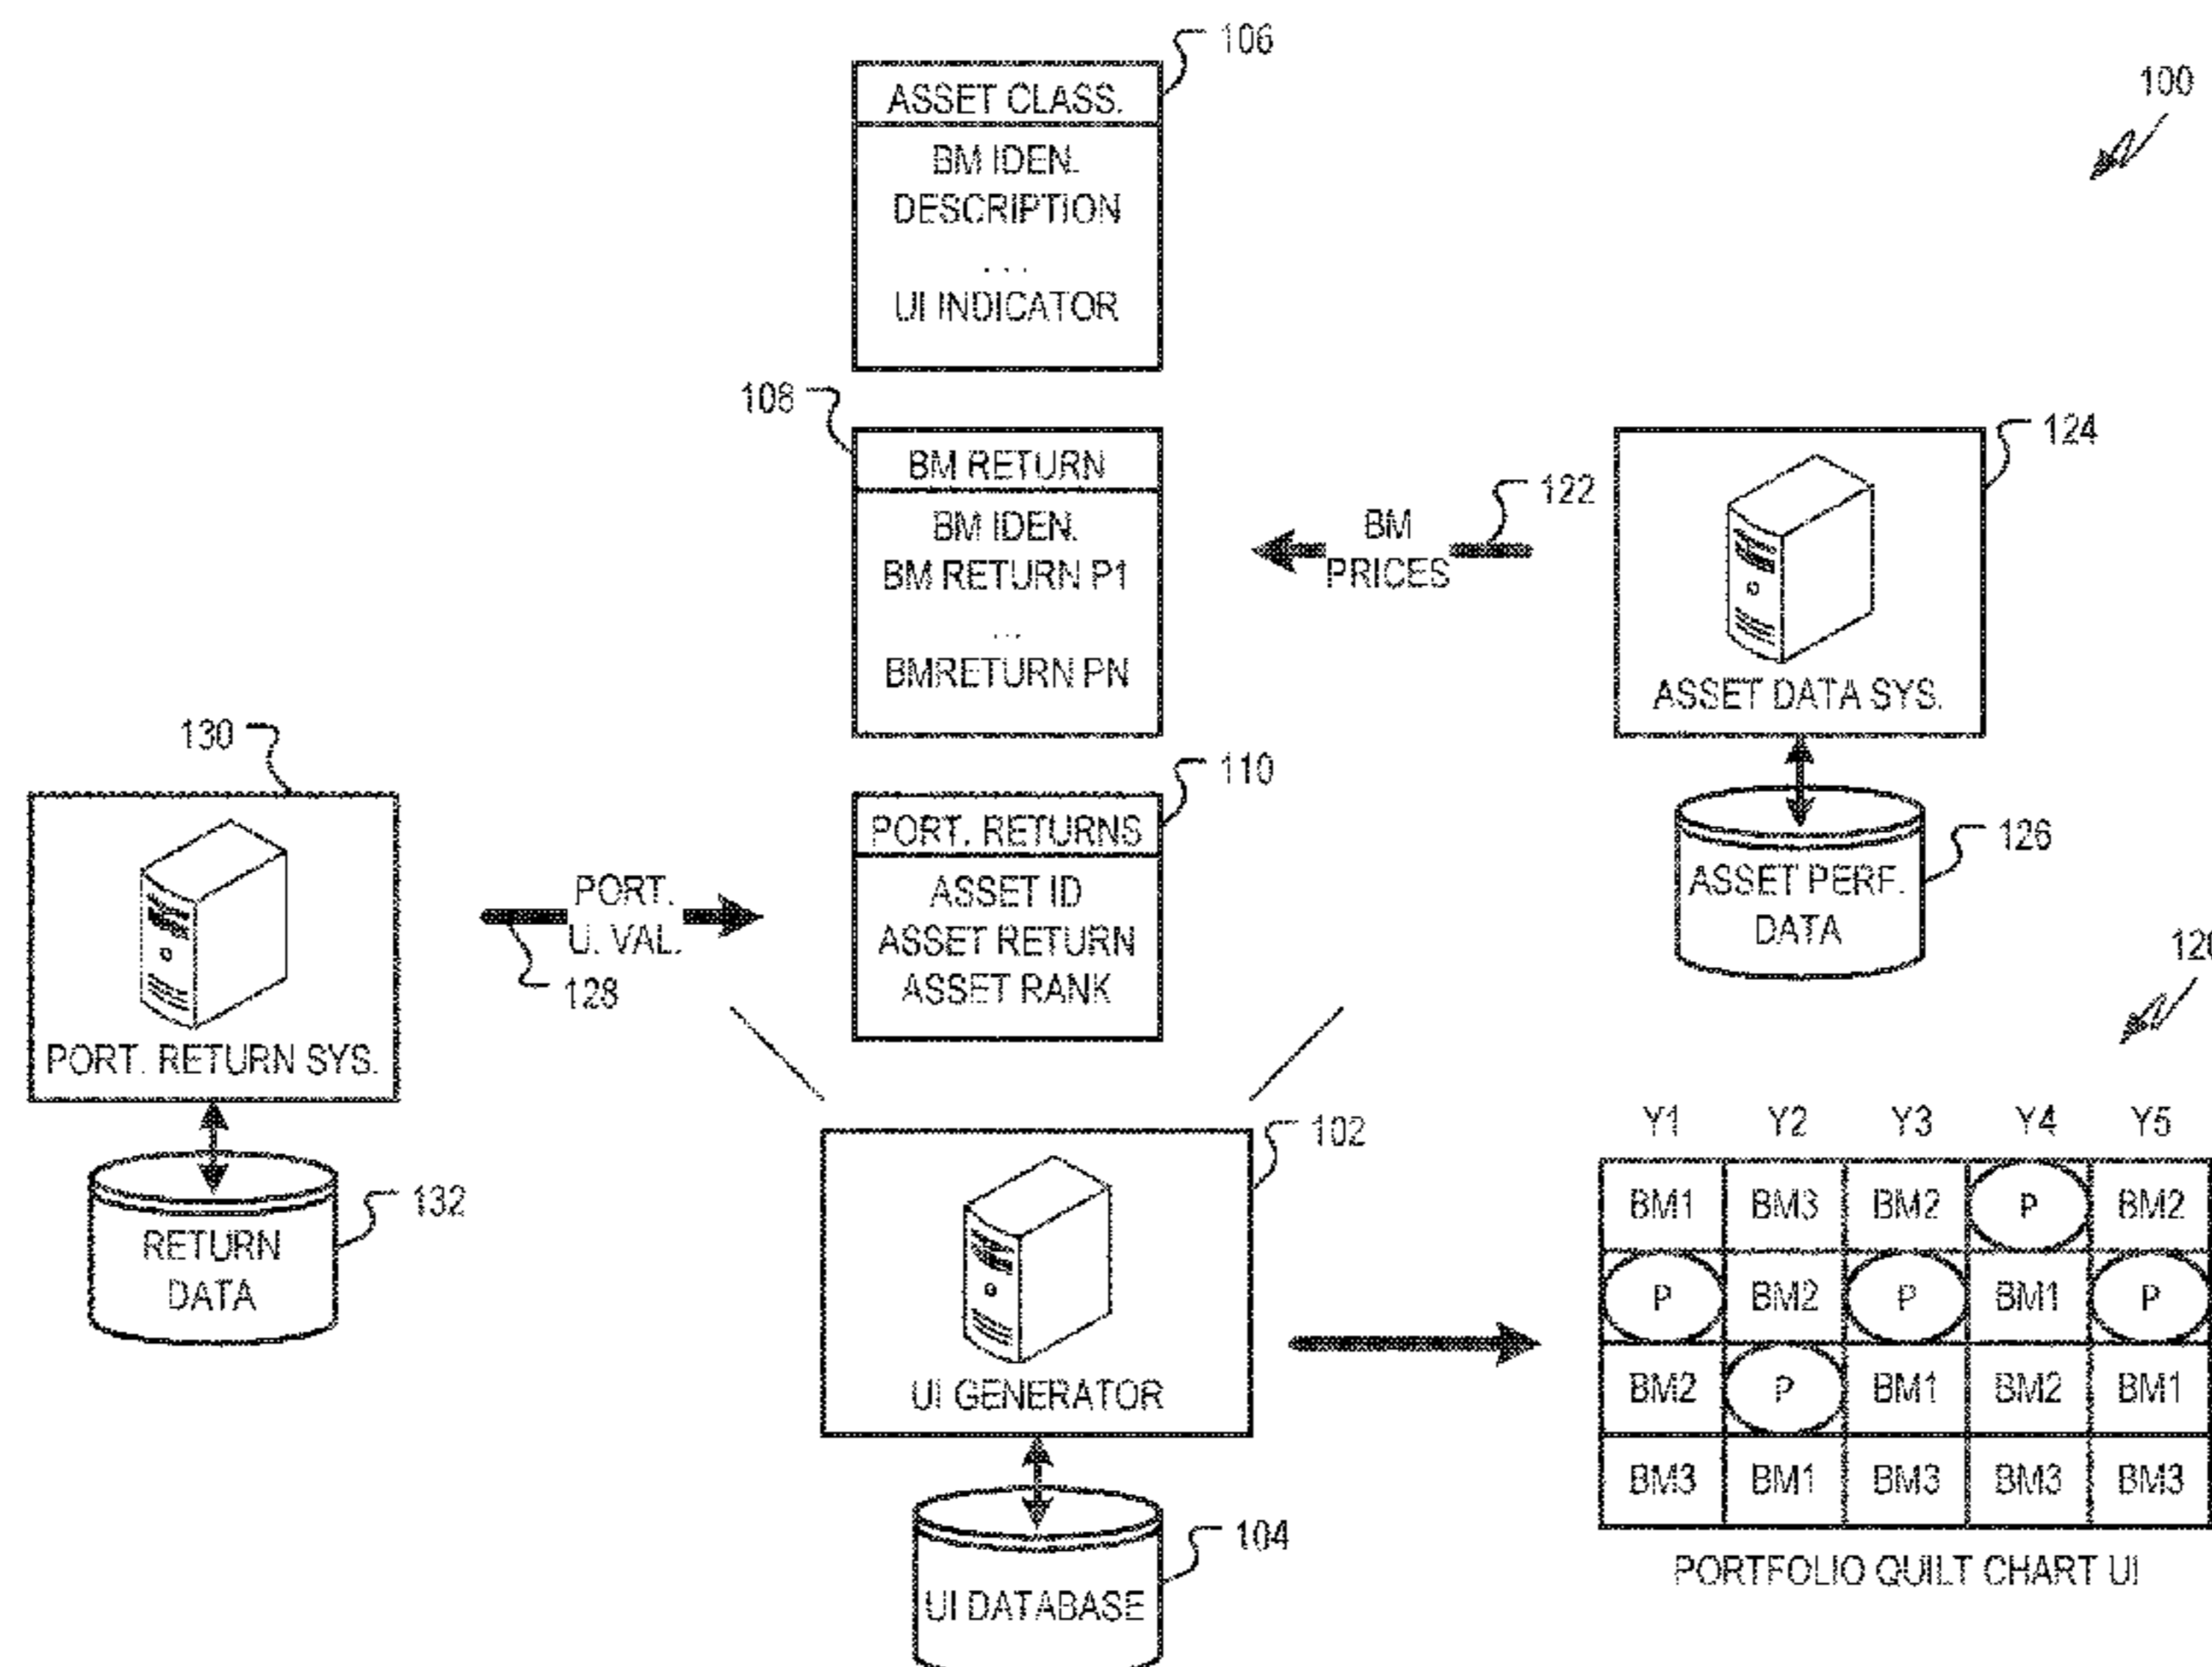 106
100
ASSET CLASS.
BM IDEN.
DESCRIPTION
...
UI INDICATOR
108
BM RETURN
BM IDEN.
BM RETURN P1
...
BMRETURN PN
122
BM
PRICES
124
ASSET DATA SYS.
126
ASSET PERF.
DATA
130
PORT. RETURN SYS.
132
RETURN
DATA
PORT.
U. VAL.
128
110
PORT. RETURNS
ASSET ID
ASSET RETURN
ASSET RANK
102
UI GENERATOR
104
UI DATABASE
Y1 Y2 Y3 Y4 Y5
BM1 BM3 BM2 P BM2
P BM2 P BM1 P
BM2 P BM1 BM2 BM1
BM3 BM1 BM3 BM3 BM3
PORTFOLIO QUILT CHART UI